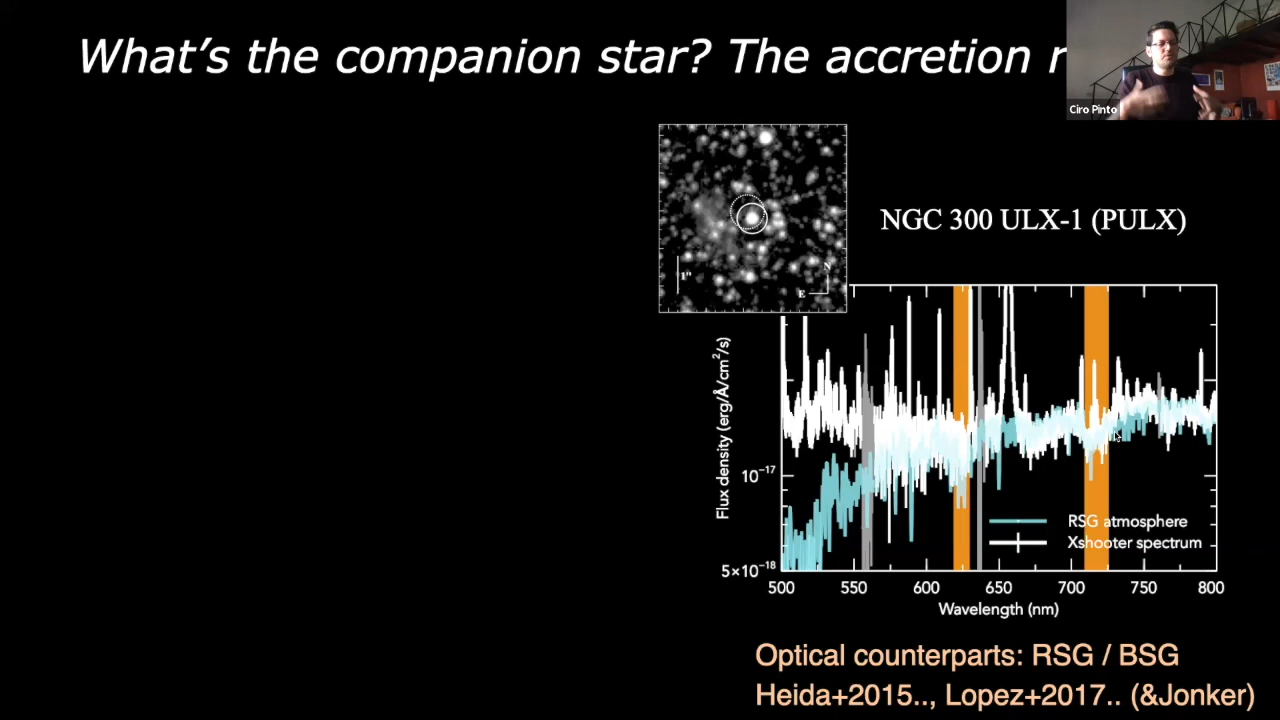 What's the companion star? The accretion r
Ciro Pinto
1"
N
E
NGC 300 ULX-1 (PULX)
Flux density (erg/Å/cm²/s)
10⁻¹⁷
5×10⁻¹⁸
RSG atmosphere
Xshooter spectrum
500 550 600 650 700 750 800
Wavelength (nm)
Optical counterparts: RSG / BSG
Heida+2015.., Lopez+2017.. (&Jonker)